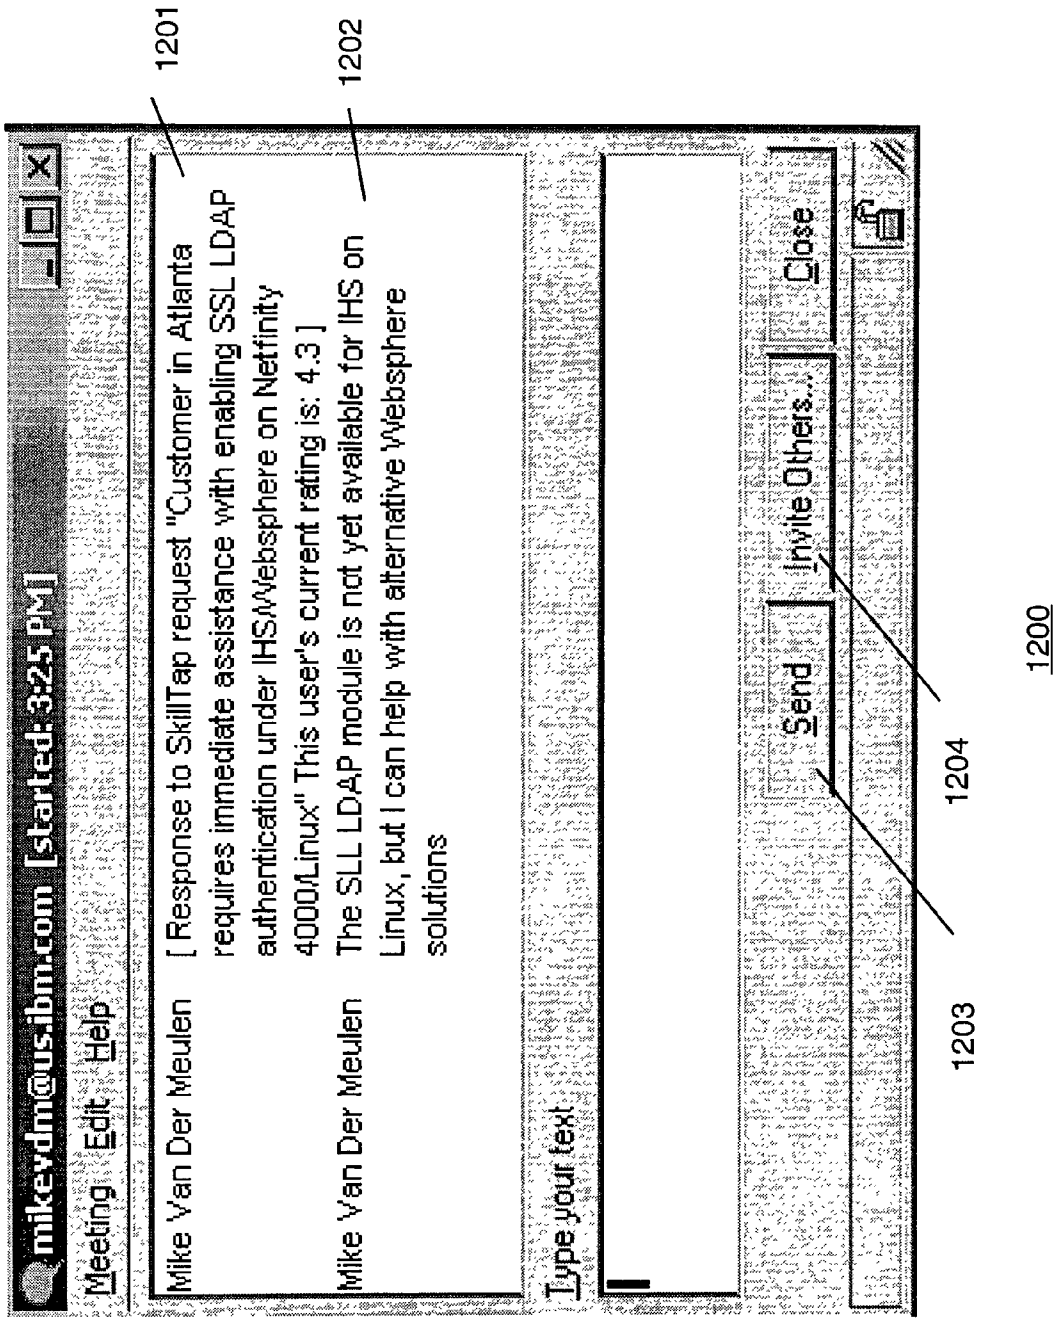 mikevdm@us.ibm.com [started: 3:25 PM]
Meeting Edit Help
Mike Van Der Meulen [Response to SkillTap request "Customer in Atlanta
requires immediate assistance with enabling SSL LDAP
authentication under IHS/Websphere on Netfinity
4000/Linux" This user's current rating is: 4.3 ]
Mike Van Der Meulen The SLL LDAP module is not yet available for IHS on
Linux, but I can help with alternative Websphere
solutions
1201
1202
Type your text
Send Invite Others... Close
1203
1204
1200